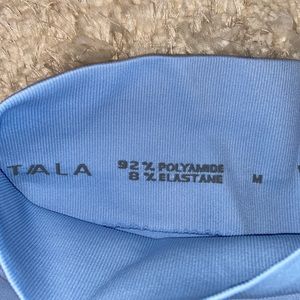 TALA
92% POLYAMIDE
8% ELASTANE
M